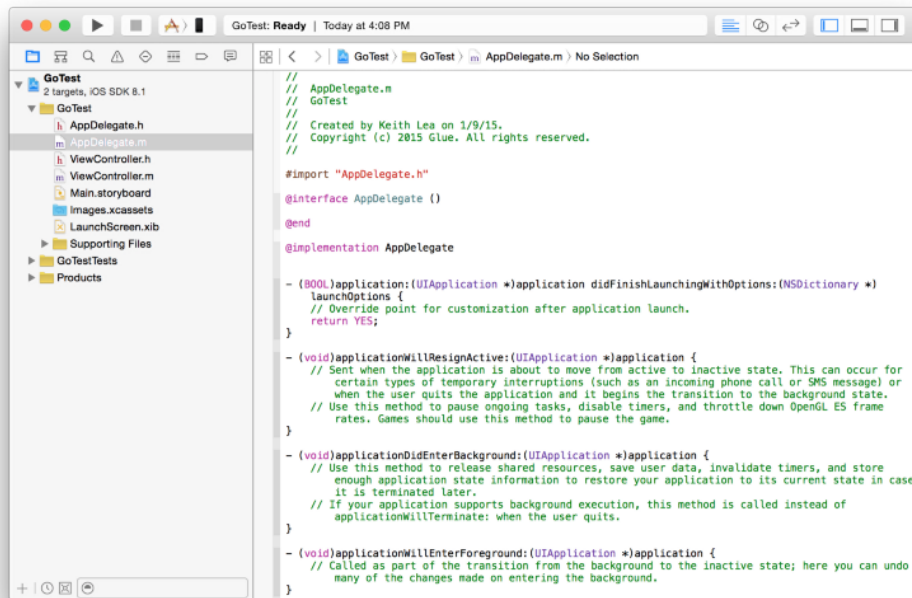 GoTest: Ready | Today at 4:08 PM
GoTest GoTest m AppDelegate.m No Selection
GoTest
2 targets, iOS SDK 8.1
GoTest
h AppDelegate.h
m AppDelegate.m
h ViewController.h
m ViewController.m
Main.storyboard
Images.xcassets
LaunchScreen.xib
Supporting Files
GoTestTests
Products
//
//  AppDelegate.m
//  GoTest
//
//  Created by Keith Lea on 1/9/15.
//  Copyright (c) 2015 Glue. All rights reserved.
//
#import "AppDelegate.h"
@interface AppDelegate ()
@end
@implementation AppDelegate
- (BOOL)application:(UIApplication *)application didFinishLaunchingWithOptions:(NSDictionary *)
launchOptions {
// Override point for customization after application launch.
return YES;
}
- (void)applicationWillResignActive:(UIApplication *)application {
// Sent when the application is about to move from active to inactive state. This can occur for
certain types of temporary interruptions (such as an incoming phone call or SMS message) or
when the user quits the application and it begins the transition to the background state.
// Use this method to pause ongoing tasks, disable timers, and throttle down OpenGL ES frame
rates. Games should use this method to pause the game.
}
- (void)applicationDidEnterBackground:(UIApplication *)application {
// Use this method to release shared resources, save user data, invalidate timers, and store
enough application state information to restore your application to its current state in case
it is terminated later.
// If your application supports background execution, this method is called instead of
applicationWillTerminate: when the user quits.
}
- (void)applicationWillEnterForeground:(UIApplication *)application {
// Called as part of the transition from the background to the inactive state; here you can undo
many of the changes made on entering the background.
}